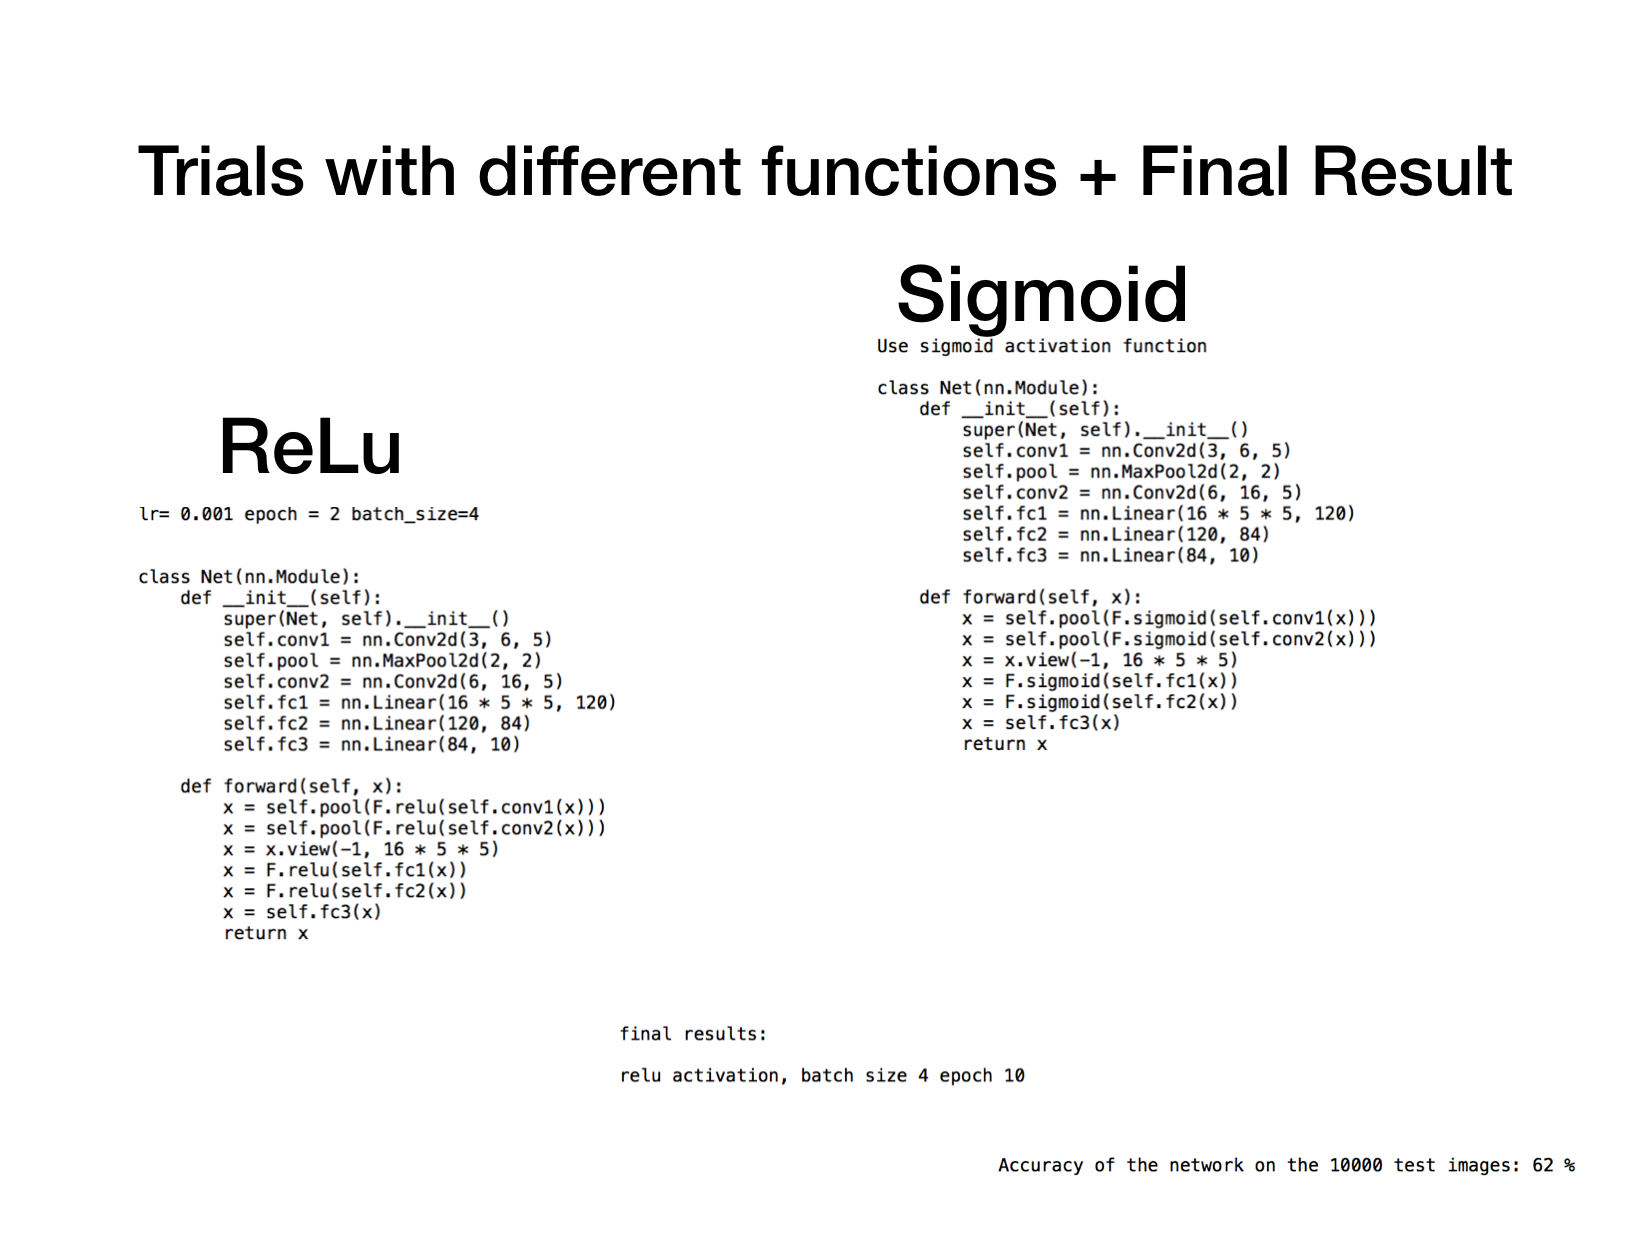 Trials with different functions + Final Result
ReLu
lr= 0.001 epoch = 2 batch_size=4
class Net(nn.Module):
    def __init__(self):
        super(Net, self).__init__()
        self.conv1 = nn.Conv2d(3, 6, 5)
        self.pool = nn.MaxPool2d(2, 2)
        self.conv2 = nn.Conv2d(6, 16, 5)
        self.fc1 = nn.Linear(16 * 5 * 5, 120)
        self.fc2 = nn.Linear(120, 84)
        self.fc3 = nn.Linear(84, 10)
    def forward(self, x):
        x = self.pool(F.relu(self.conv1(x)))
        x = self.pool(F.relu(self.conv2(x)))
        x = x.view(-1, 16 * 5 * 5)
        x = F.relu(self.fc1(x))
        x = F.relu(self.fc2(x))
        x = self.fc3(x)
        return x
Sigmoid
Use sigmoid activation function
class Net(nn.Module):
    def __init__(self):
        super(Net, self).__init__()
        self.conv1 = nn.Conv2d(3, 6, 5)
        self.pool = nn.MaxPool2d(2, 2)
        self.conv2 = nn.Conv2d(6, 16, 5)
        self.fc1 = nn.Linear(16 * 5 * 5, 120)
        self.fc2 = nn.Linear(120, 84)
        self.fc3 = nn.Linear(84, 10)
    def forward(self, x):
        x = self.pool(F.sigmoid(self.conv1(x)))
        x = self.pool(F.sigmoid(self.conv2(x)))
        x = x.view(-1, 16 * 5 * 5)
        x = F.sigmoid(self.fc1(x))
        x = F.sigmoid(self.fc2(x))
        x = self.fc3(x)
        return x
final results:
relu activation, batch size 4 epoch 10
Accuracy of the network on the 10000 test images: 62 %